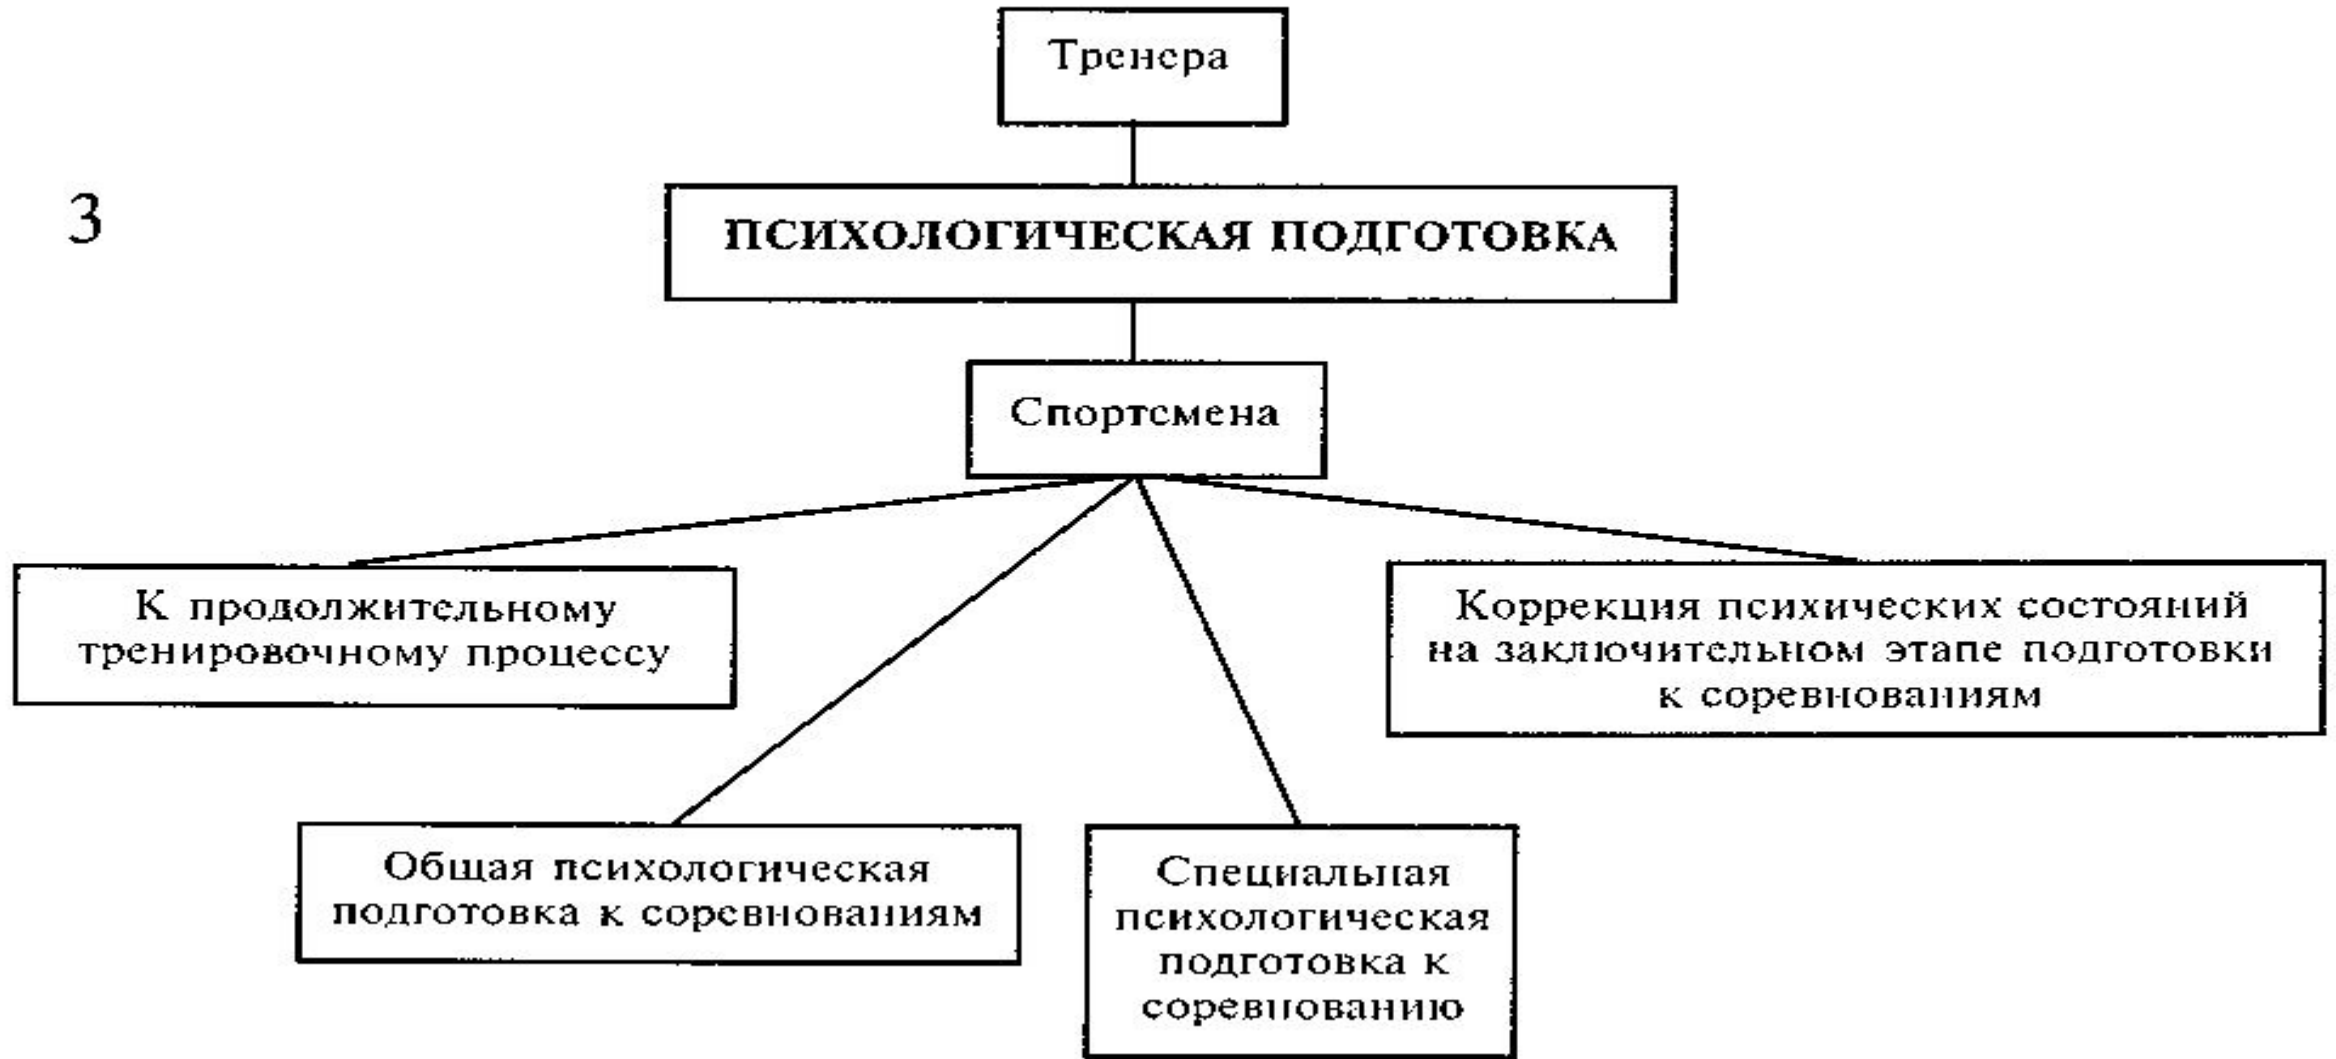 Тренера
3
ПСИХОЛОГИЧЕСКАЯ ПОДГОТОВКА
Спортсмена
К продолжительному
тренировочному процессу
Коррекция психических состояний
на заключительном этапе подготовки
к соревнованиям
Общая психологическая
подготовка к соревнованиям
Специальная
психологическая
подготовка к
соревнованию